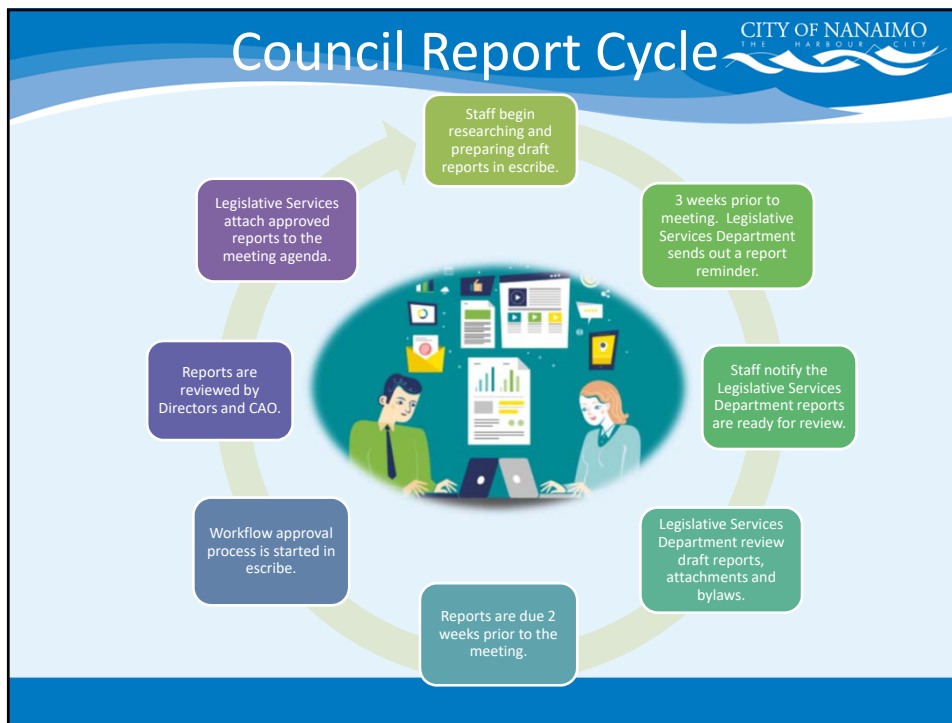 Council Report Cycle
CITY OF NANAIMO
THE HARBOUR CITY
Staff begin
researching and
preparing draft
reports in escribe.
3 weeks prior to
meeting. Legislative
Services Department
sends out a report
reminder.
Staff notify the
Legislative Services
Department reports
are ready for review.
Legislative Services
Department review
draft reports,
attachments and
bylaws.
Reports are due 2
weeks prior to the
meeting.
Workflow approval
process is started in
escribe.
Reports are
reviewed by
Directors and CAO.
Legislative Services
attach approved
reports to the
meeting agenda.